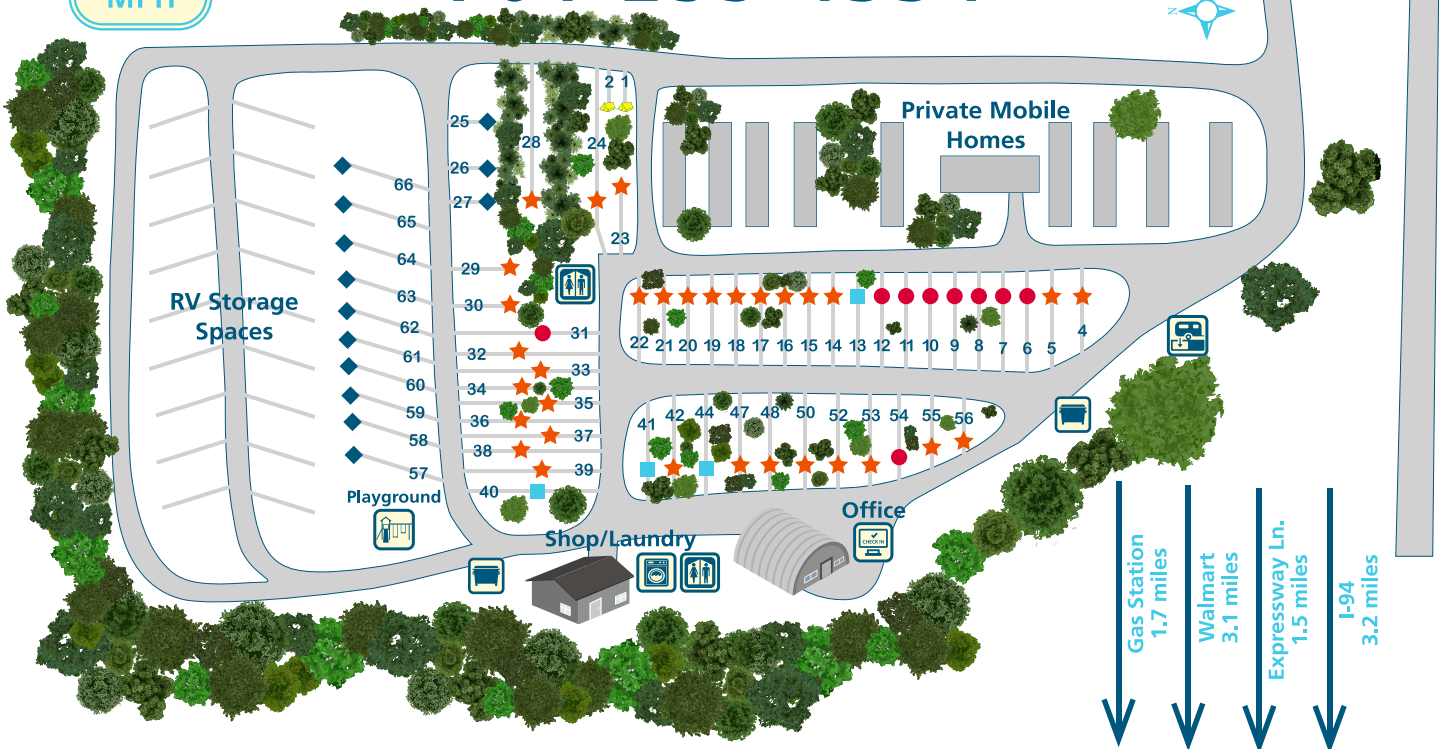 N
2 1
25
28
24
26
27
66
65
64
63
62
61
60
59
58
57
23
29
30
31
32
33
34
35
36
37
38
39
40
RV Storage
Spaces
Private Mobile
Homes
22 21 20 19 18 17 16 15 14 13 12 11 10 9 8 7 6 5 4
41 42 44 47 48 50 52 53 54 55 56
Playground
Shop/Laundry
Office
CHECK IN
Gas Station
1.7 miles
Walmart
3.1 miles
Expressway Ln.
1.5 miles
I-94
3.2 miles